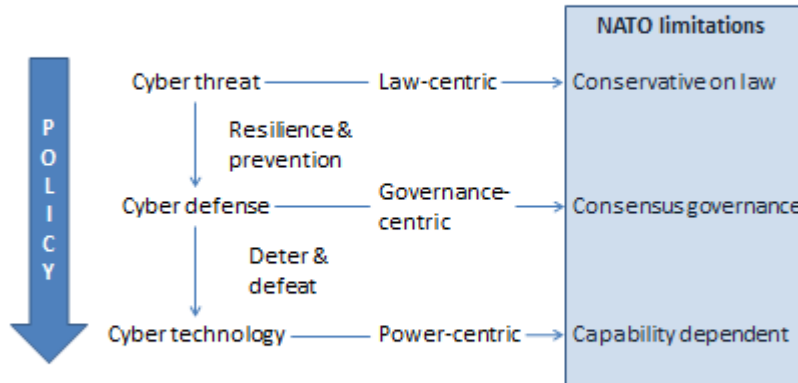 NATO limitations
POLICY
Cyber threat
Law-centric
Conservative on law
Resilience &
prevention
Cyber defense
Governance-
centric
Consensus governance
Deter &
defeat
Cyber technology
Power-centric
Capability dependent